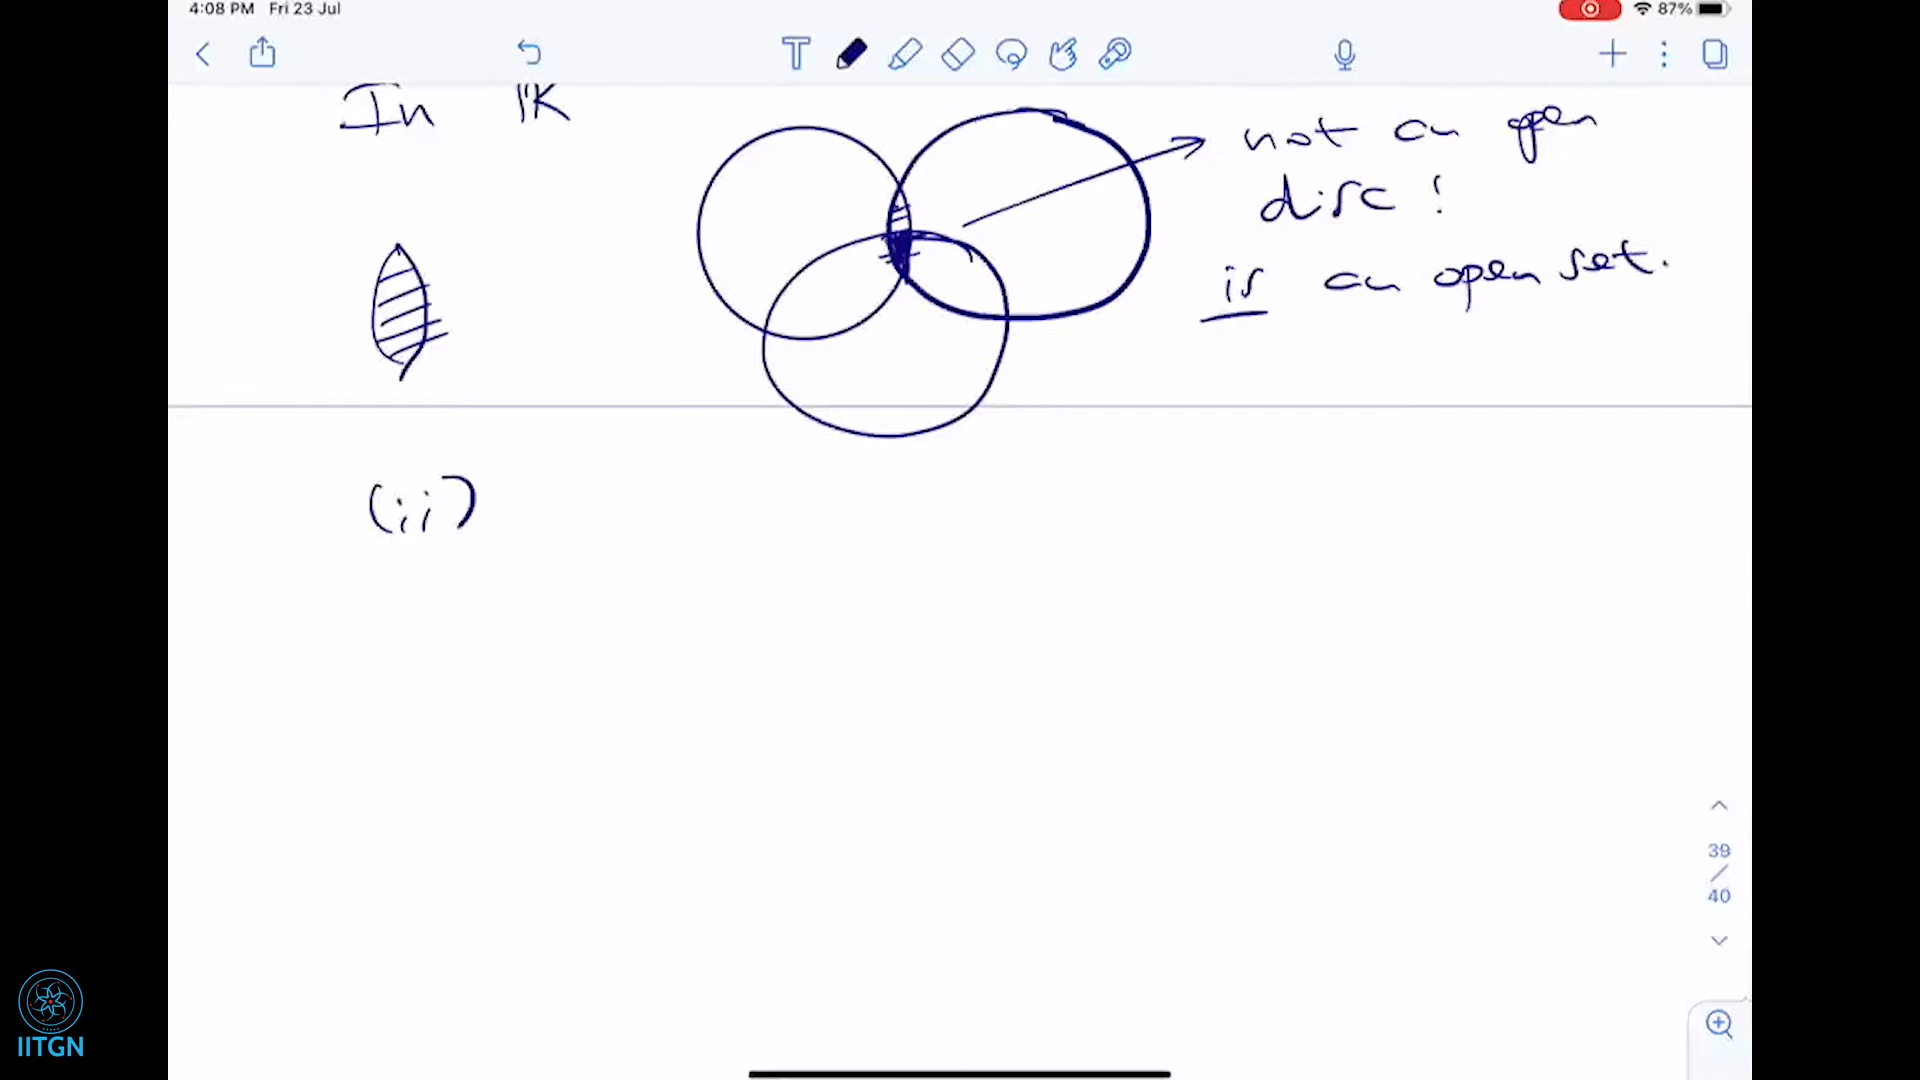 4:08 PM Fri 23 Jul
87%
In
not an open
disc !
is an open set.
(ii)
39
/
40
IITGN